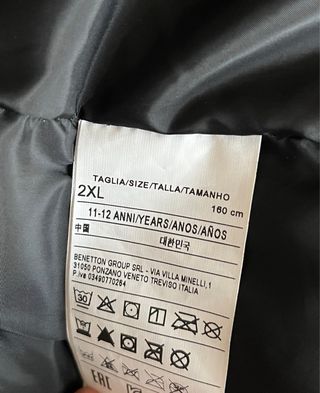 TAGLIA/SIZE/TALLA/TAMANHO
2XL 160 cm
11-12 ANNI/YEARS/ANOS/AÑOS
中国 대한민국
BENETTON GROUP SRL - VIA VILLA MINELLI,1
31050 PONZANO VENETO TREVISO ITALIA
P.Iva 03490770264
30
EAC